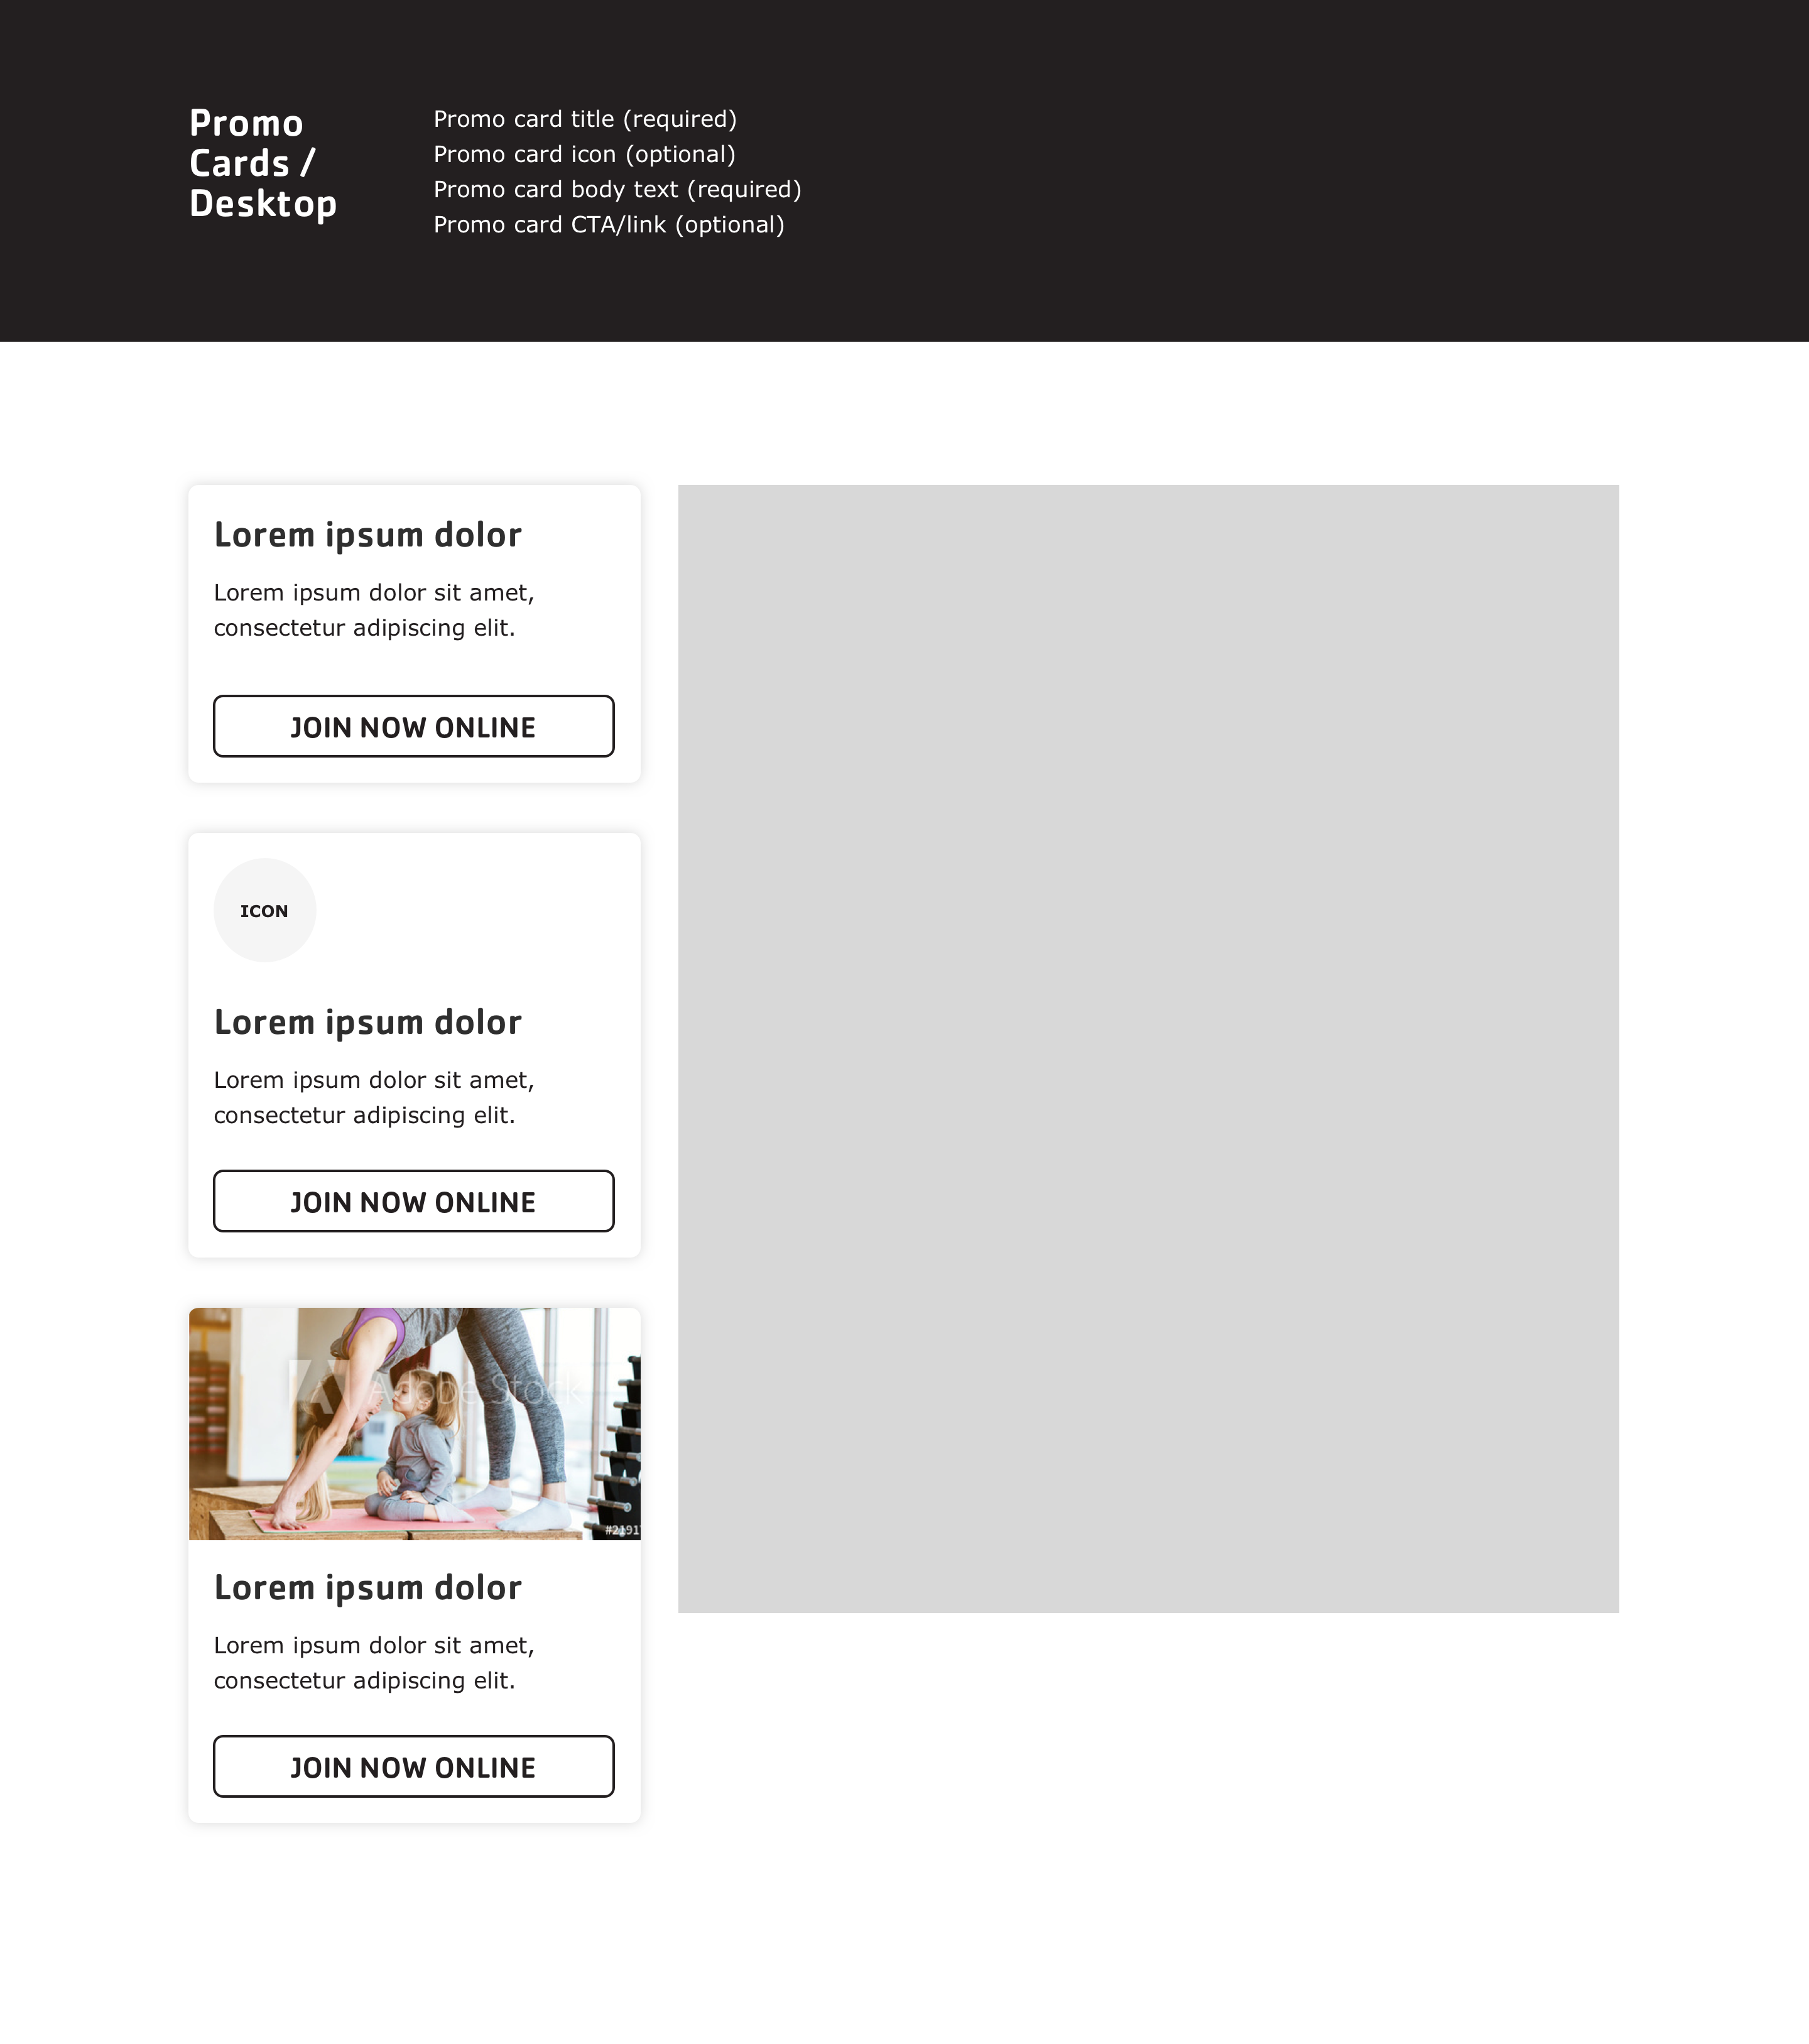 Promo
Cards /
Desktop
Promo card title (required)
Promo card icon (optional)
Promo card body text (required)
Promo card CTA/link (optional)
Lorem ipsum dolor
Lorem ipsum dolor sit amet,
consectetur adipiscing elit.
JOIN NOW ONLINE
ICON
Lorem ipsum dolor
Lorem ipsum dolor sit amet,
consectetur adipiscing elit.
JOIN NOW ONLINE
Adobe Stock
#2191
Lorem ipsum dolor
Lorem ipsum dolor sit amet,
consectetur adipiscing elit.
JOIN NOW ONLINE